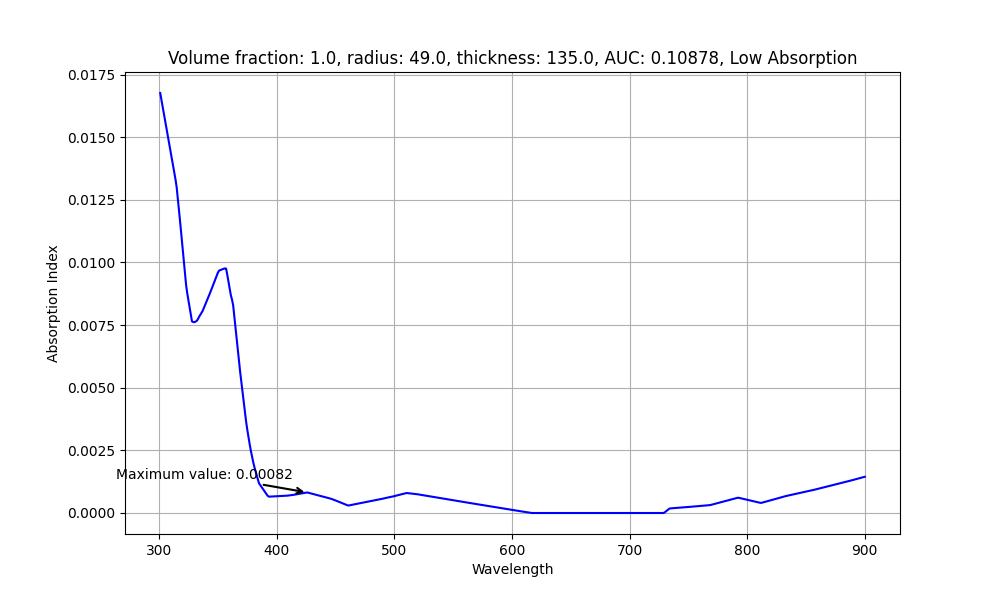 Volume fraction: 1.0, radius: 49.0, thickness: 135.0, AUC: 0.10878, Low Absorption
Absorption Index
0.0175
0.0150
0.0125
0.0100
0.0075
0.0050
0.0025
0.0000
Maximum value: 0.00082
300 400 500 600 700 800 900
Wavelength